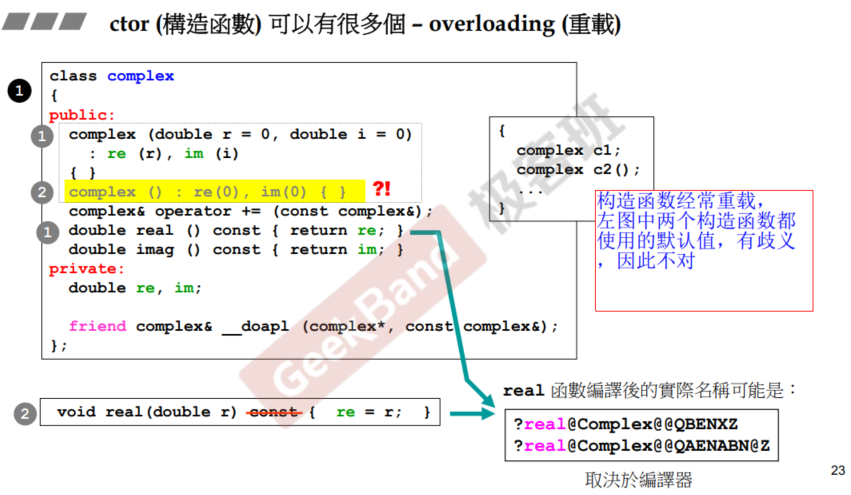 ctor (構造函數) 可以有很多個 – overloading (重載)
1
class complex
{
public:
1
complex (double r = 0, double i = 0)
: re (r), im (i)
{ }
2
complex () : re(0), im(0) { }
?!
complex& operator += (const complex&);
1
double real () const { return re; }
double imag () const { return im; }
private:
double re, im;
friend complex& __doapl (complex*, const complex&);
};
{
complex c1;
complex c2();
...
}
构造函数经常重载，
左图中两个构造函数都
使用的默认值，有歧义
，因此不对
GeekBand 极客班
2
void real(double r) const { re = r; }
real 函數編譯後的實際名稱可能是：
?real@Complex@@QBENXZ
?real@Complex@@QAENABN@Z
取決於編譯器
23